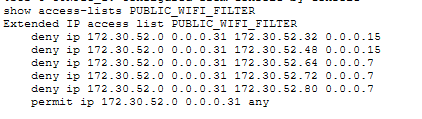 show access-lists PUBLIC_WIFI_FILTER
Extended IP access list PUBLIC_WIFI_FILTER
deny ip 172.30.52.0 0.0.0.31 172.30.52.32 0.0.0.15
deny ip 172.30.52.0 0.0.0.31 172.30.52.48 0.0.0.15
deny ip 172.30.52.0 0.0.0.31 172.30.52.64 0.0.0.7
deny ip 172.30.52.0 0.0.0.31 172.30.52.72 0.0.0.7
deny ip 172.30.52.0 0.0.0.31 172.30.52.80 0.0.0.7
permit ip 172.30.52.0 0.0.0.31 any